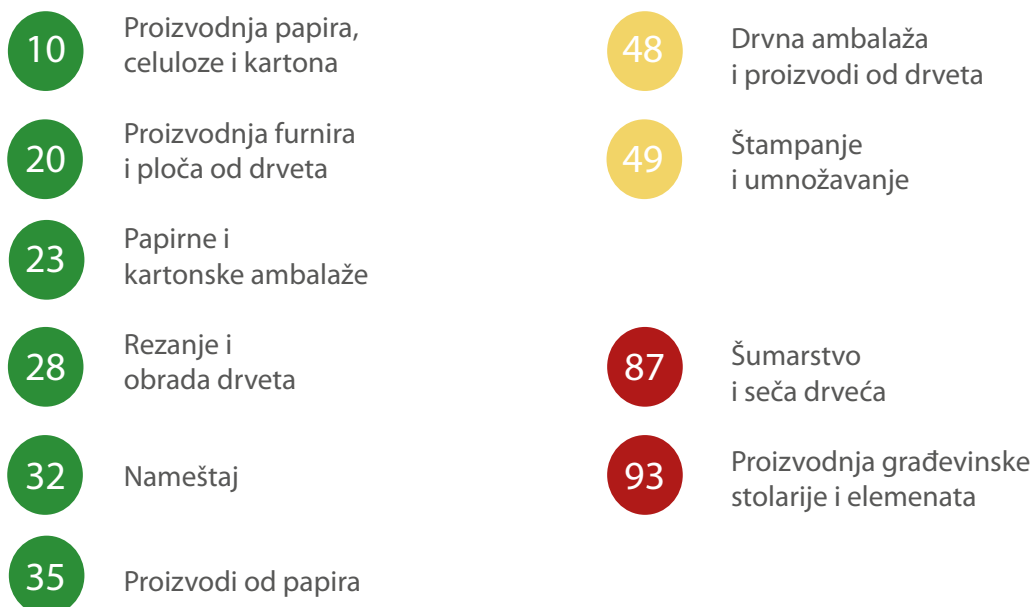 10
Proizvodnja papira,
celuloze i kartona
20
Proizvodnja furnira
i ploča od drveta
23
Papirne i
kartonske ambalaže
28
Rezanje i
obrada drveta
32
Nameštaj
35
Proizvodi od papira
48
Drvna ambalaža
i proizvodi od drveta
49
Štampanje
i umnožavanje
87
Šumarstvo
i seča drveća
93
Proizvodnja građevinske
stolarije i elemenata